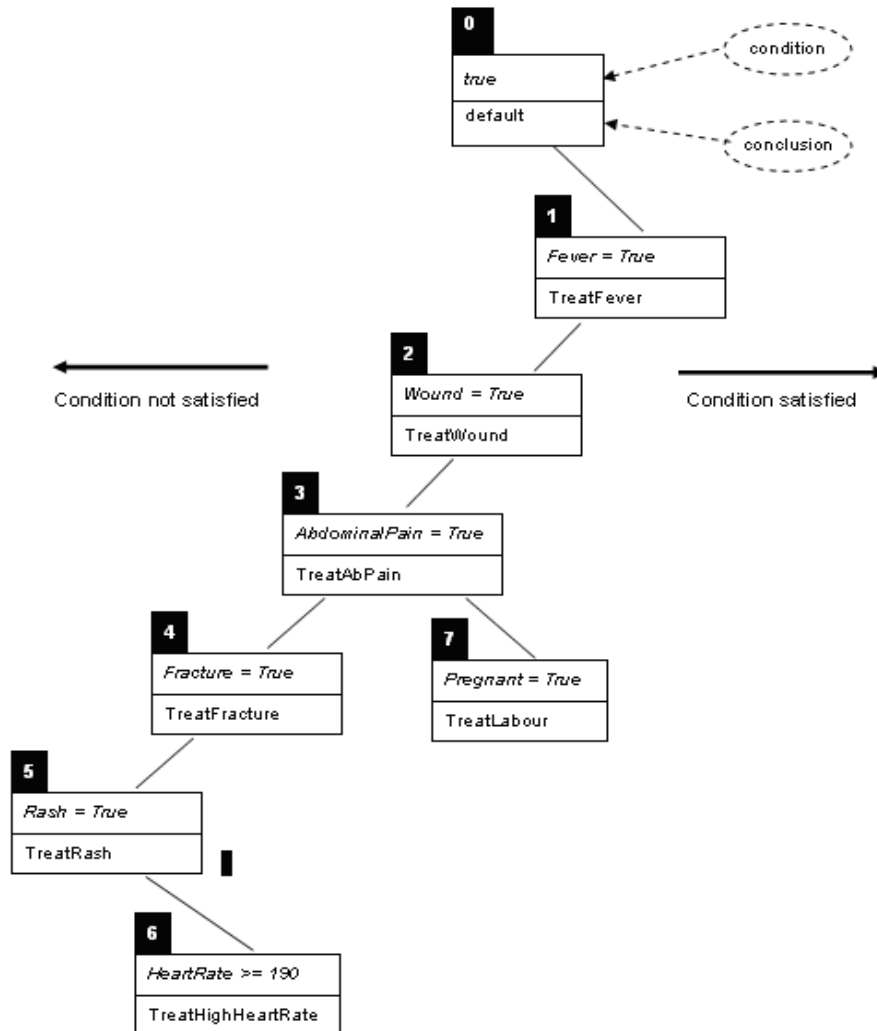 0
condition
true
default
conclusion
1
Fever = True
TreatFever
2
Condition not satisfied
Wound = True
Condition satisfied
TreatWound
3
AbdominalPain = True
TreatAbPain
4
7
Fracture = True
Pregnant = True
TreatFracture
TreatLabour
5
Rash = True
TreatRash
6
HeartRate >= 190
TreatHighHeartRate